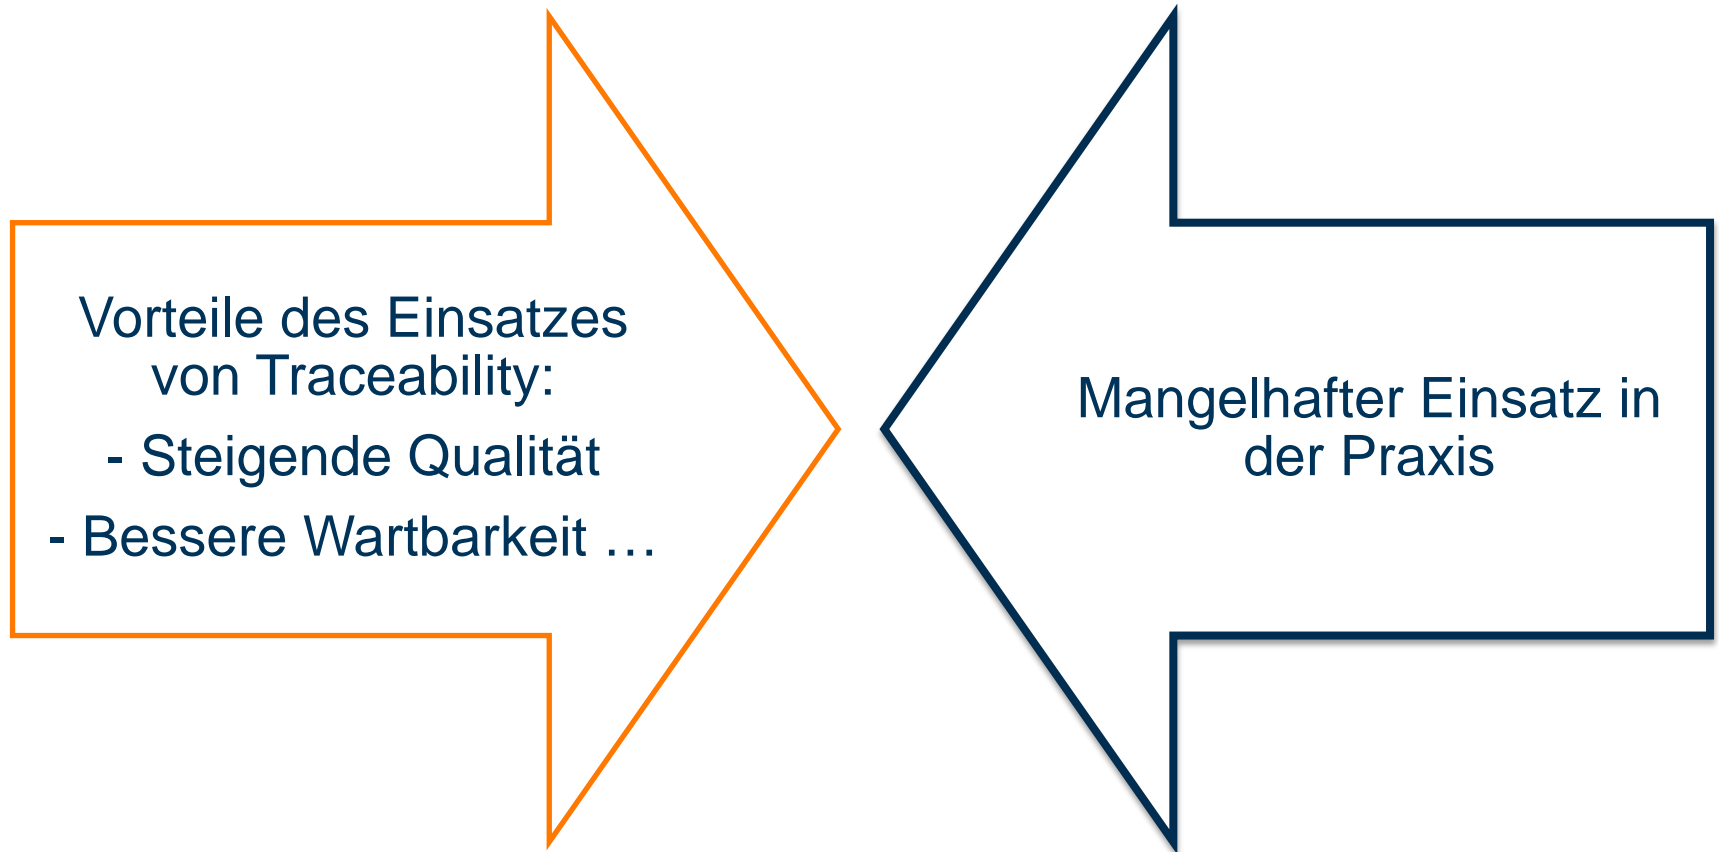 Vorteile des Einsatzes
von Traceability:
- Steigende Qualität
- Bessere Wartbarkeit …
Mangelhafter Einsatz in
der Praxis